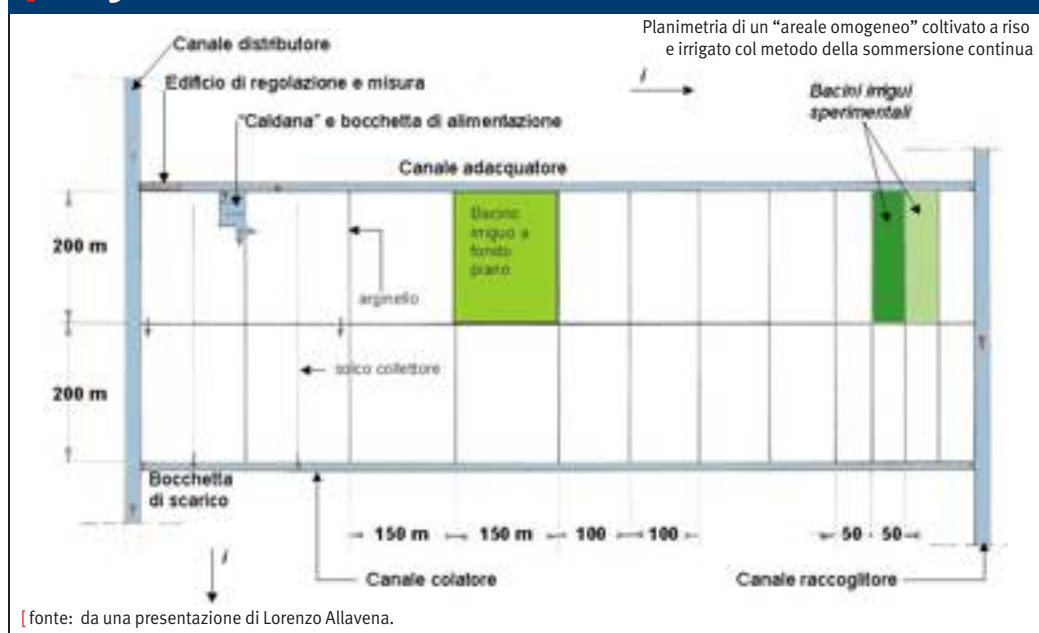 Planimetria di un “areale omogeneo” coltivato a riso
e irrigato col metodo della sommersione continua
Canale distributore
Edificio di regolazione e misura
i
Bacini irrigui
sperimentali
"Caldana" e bocchetta di alimentazione
Canale adacquatore
Bacino
irriguo a
fondo
piano
200 m
arginello
solco collettore
200 m
Bocchetta
di scarico
150 m
150 m
100
100
50
50
i
Canale colatore
Canale raccoglitore
[ fonte: da una presentazione di Lorenzo Allavena.